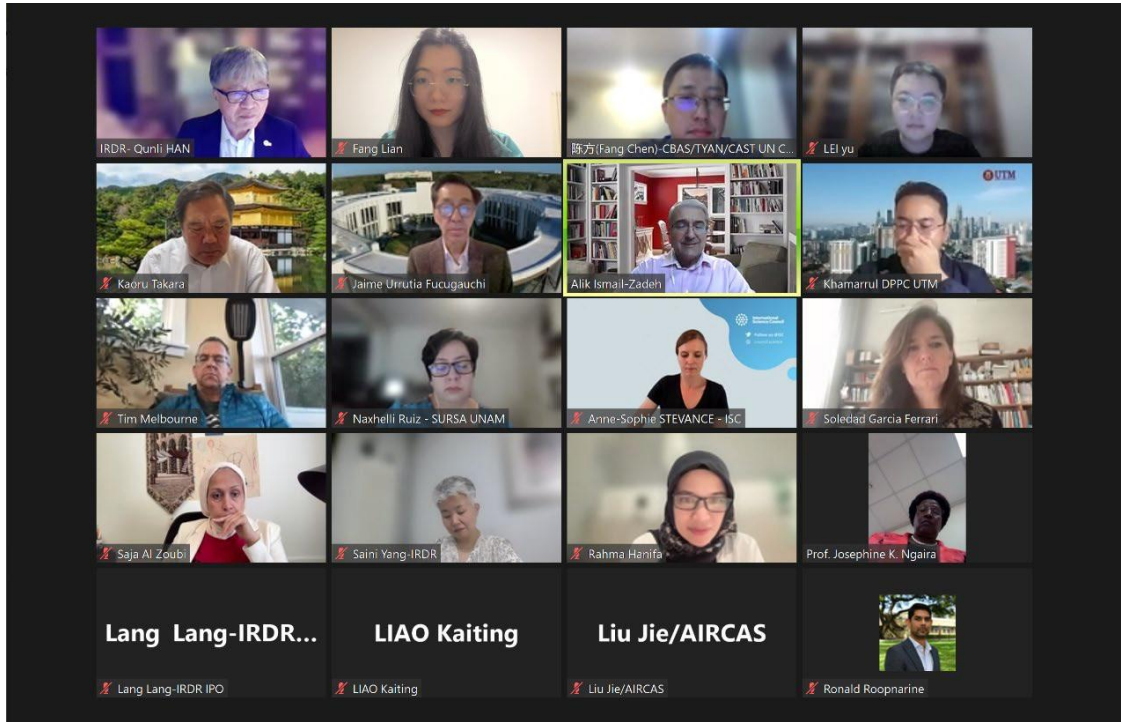 IRDR- Qunli HAN
Fang Lian
陈方(Fang Chen)-CBAS/TYAN/CAST UN C...
LEI yu
UTM
Kaoru Takara
Jaime Urrutia Fucugauchi
Alik Ismail-Zadeh
Khamarrul DPPC UTM
International
Science Council
Tim Melbourne
Naxhelli Ruiz - SURSA UNAM
Anne-Sophie STEVANCE - ISC
Soledad Garcia Ferrari
Saja Al Zoubi
Saini Yang-IRDR
Rahma Hanifa
Prof. Josephine K. Ngaira
Lang Lang-IRDR...
LIAO Kaiting
Liu Jie/AIRCAS
Lang Lang-IRDR IPO
LIAO Kaiting
Liu Jie/AIRCAS
Ronald Roopnarine